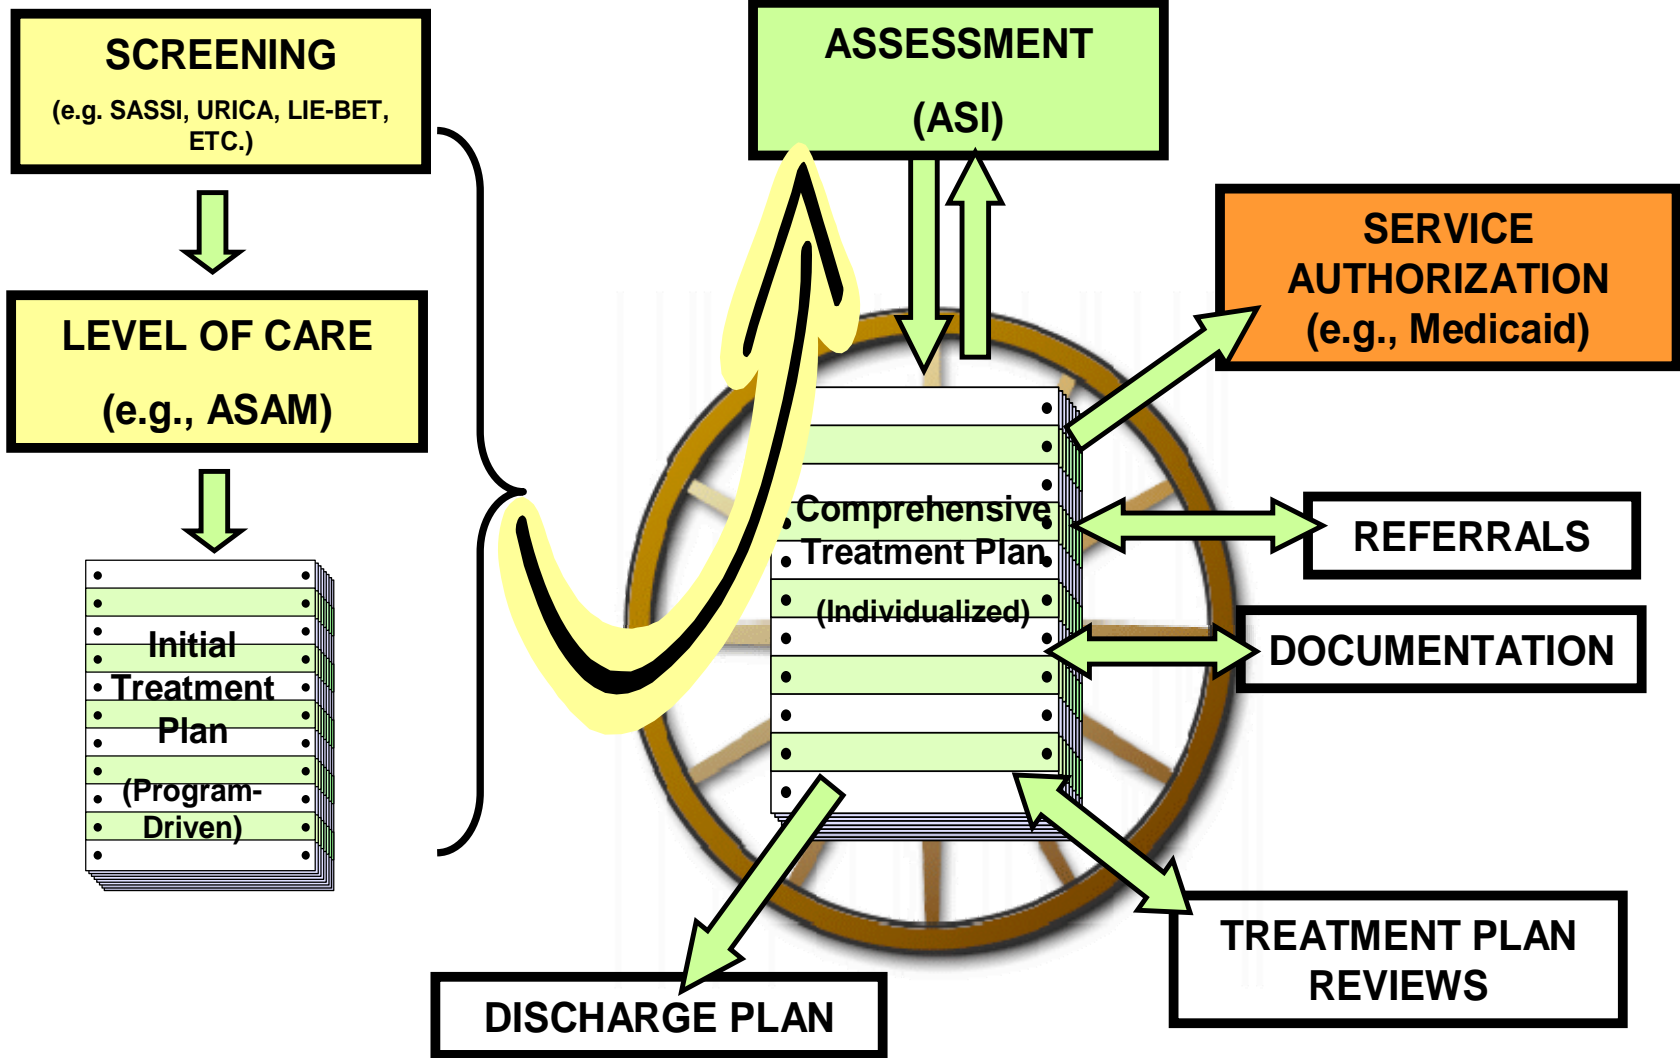 SCREENING
(e.g. SASSI, URICA, LIE-BET,
ETC.)
LEVEL OF CARE
(e.g., ASAM)
Initial
Treatment
Plan
(Program-
Driven)
ASSESSMENT
(ASI)
SERVICE
AUTHORIZATION
(e.g., Medicaid)
Comprehensive
Treatment Plan
(Individualized)
REFERRALS
DOCUMENTATION
TREATMENT PLAN
REVIEWS
DISCHARGE PLAN